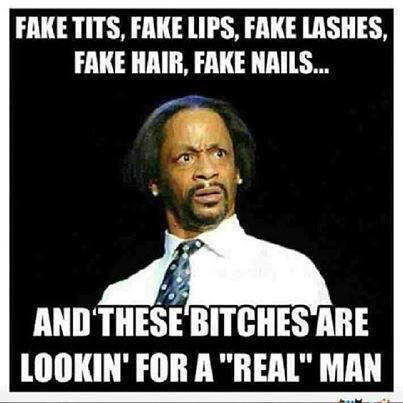 FAKE TITS, FAKE LIPS, FAKE LASHES,
FAKE HAIR, FAKE NAILS...
AND THESE BITCHES ARE
LOOKIN' FOR A "REAL" MAN